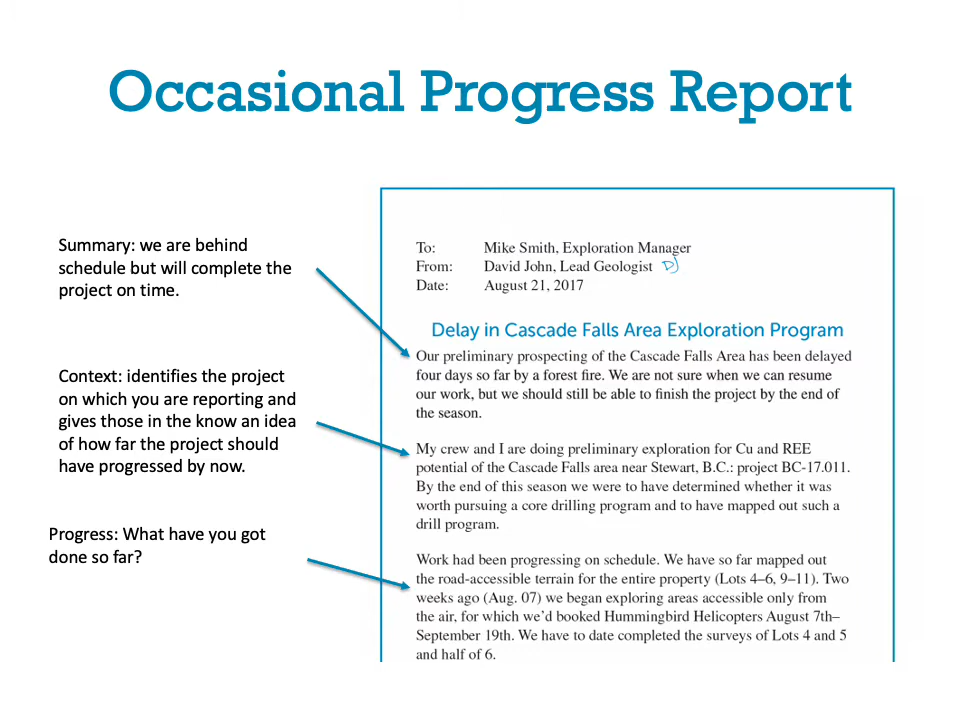 Occasional Progress Report
Summary: we are behind
schedule but will complete the
project on time.
Context: identifies the project
on which you are reporting and
gives those in the know an idea
of how far the project should
have progressed by now.
Progress: What have you got
done so far?
To: Mike Smith, Exploration Manager
From: David John, Lead Geologist DJ
Date: August 21, 2017
Delay in Cascade Falls Area Exploration Program
Our preliminary prospecting of the Cascade Falls Area has been delayed
four days so far by a forest fire. We are not sure when we can resume
our work, but we should still be able to finish the project by the end of
the season.
My crew and I are doing preliminary exploration for Cu and REE
potential of the Cascade Falls area near Stewart, B.C.: project BC-17.011.
By the end of this season we were to have determined whether it was
worth pursuing a core drilling program and to have mapped out such a
drill program.
Work had been progressing on schedule. We have so far mapped out
the road-accessible terrain for the entire property (Lots 4–6, 9–11). Two
weeks ago (Aug. 07) we began exploring areas accessible only from
the air, for which we’d booked Hummingbird Helicopters August 7th–
September 19th. We have to date completed the surveys of Lots 4 and 5
and half of 6.